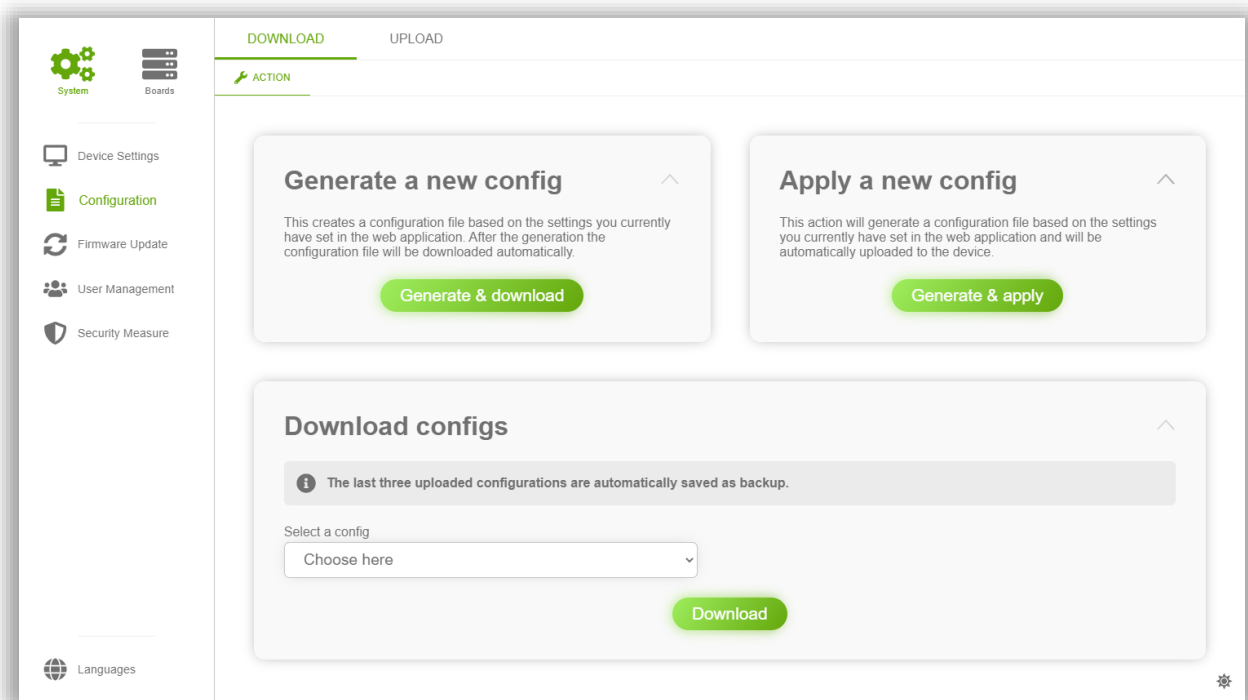 System
Boards
Device Settings
Configuration
Firmware Update
User Management
Security Measure
Languages
DOWNLOAD
UPLOAD
ACTION
Generate a new config
This creates a configuration file based on the settings you currently
have set in the web application. After the generation the
configuration file will be downloaded automatically.
Generate & download
Apply a new config
This action will generate a configuration file based on the settings
you currently have set in the web application and will be
automatically uploaded to the device.
Generate & apply
Download configs
The last three uploaded configurations are automatically saved as backup.
Select a config
Choose here
Download